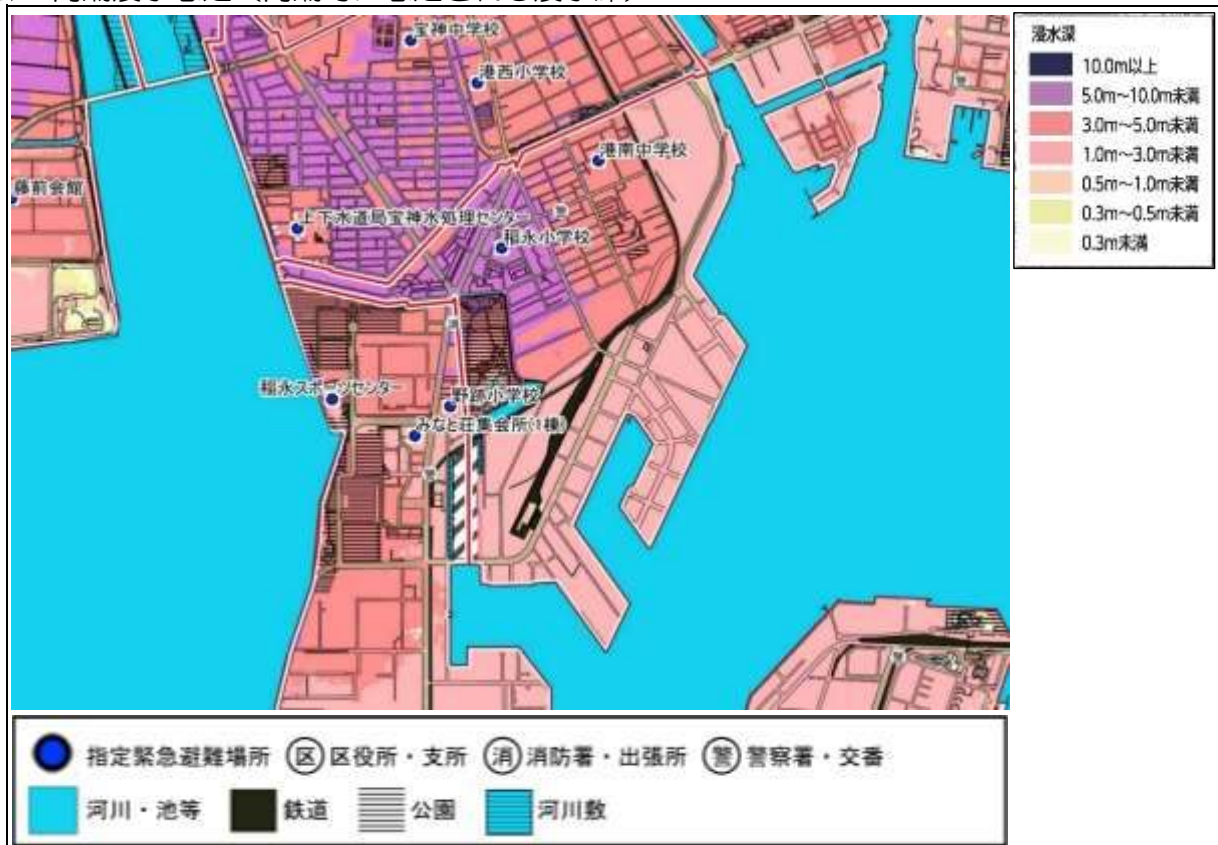 宝神中学校
港西小学校
港南中学校
藤前会館
上下水道局宝神水処理センター
稲永小学校
稲永スポーツセンター
野跡小学校
みなと荘集会所(1棟)
浸水深
10.0m以上
5.0m～10.0m未満
3.0m～5.0m未満
1.0m～3.0m未満
0.5m～1.0m未満
0.3m～0.5m未満
0.3m未満
指定緊急避難場所 区 区役所・支所 消 消防署・出張所 警 警察署・交番
河川・池等 鉄道 公園 河川敷